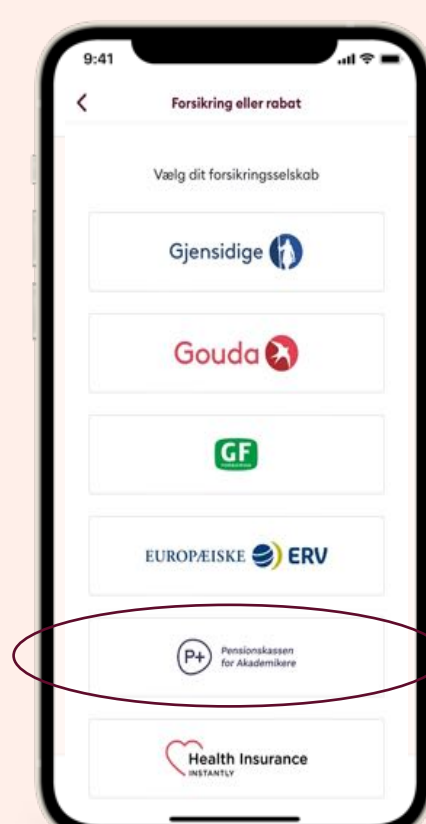 9:41
Forsikring eller rabat
Vælg dit forsikringsselskab
Gjensidige
Gouda
GF
FORSIKRING
EUROPÆISKE ERV
P+ Pensionskassen
for Akademikere
Health Insurance
INSTANTLY